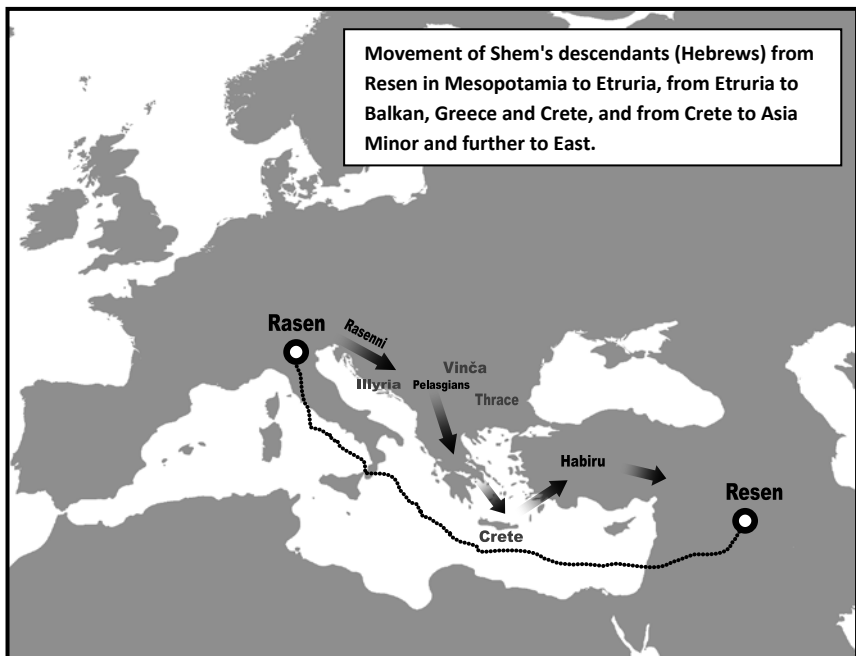 Movement of Shem's descendants (Hebrews) from
Resen in Mesopotamia to Etruria, from Etruria to
Balkan, Greece and Crete, and from Crete to Asia
Minor and further to East.
Rasen
Rasenni
Vinča
Illyria
Pelasgians
Thrace
Habiru
Resen
Crete